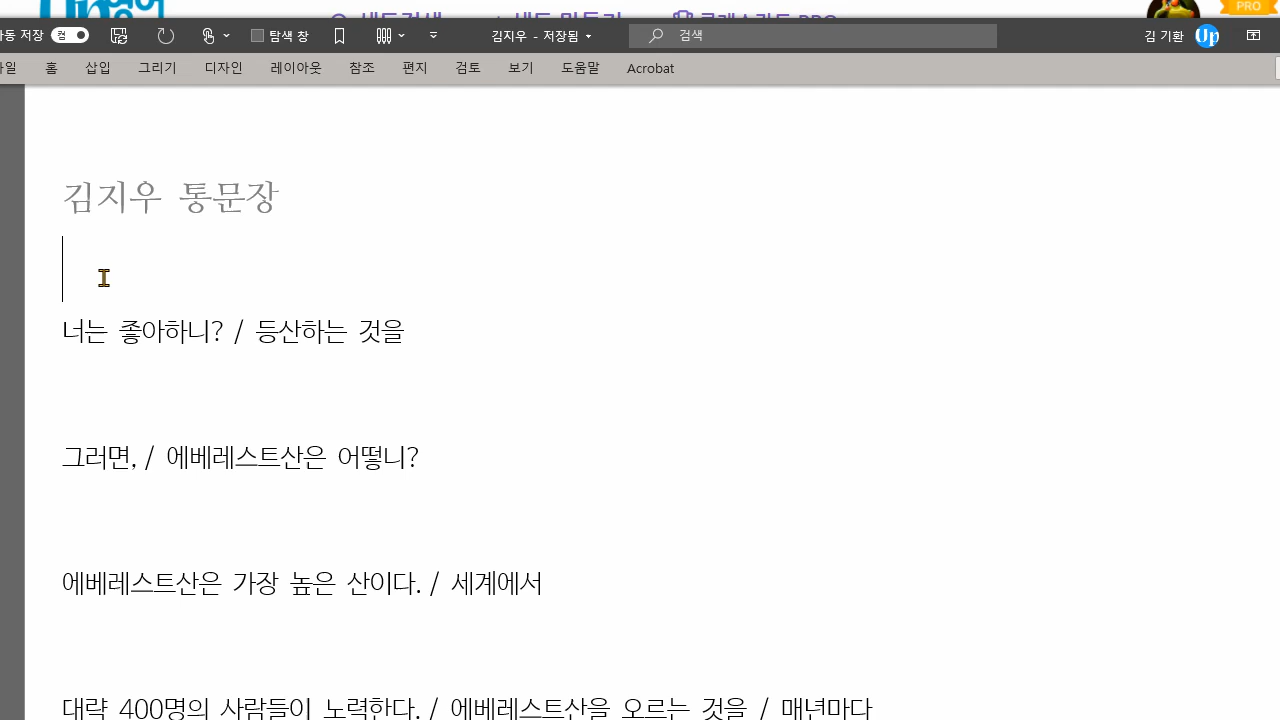 PRO
자동 저장 컴 탐색 창 김지우 - 저장됨 검색 김 기환 Up
파일 홈 삽입 그리기 디자인 레이아웃 참조 편지 검토 보기 도움말 Acrobat
김지우 통문장
너는 좋아하니? / 등산하는 것을
그러면, / 에베레스트산은 어떻니?
에베레스트산은 가장 높은 산이다. / 세계에서
대략 400명의 사람들이 노력한다. / 에베레스트산을 오르는 것을 / 매년마다